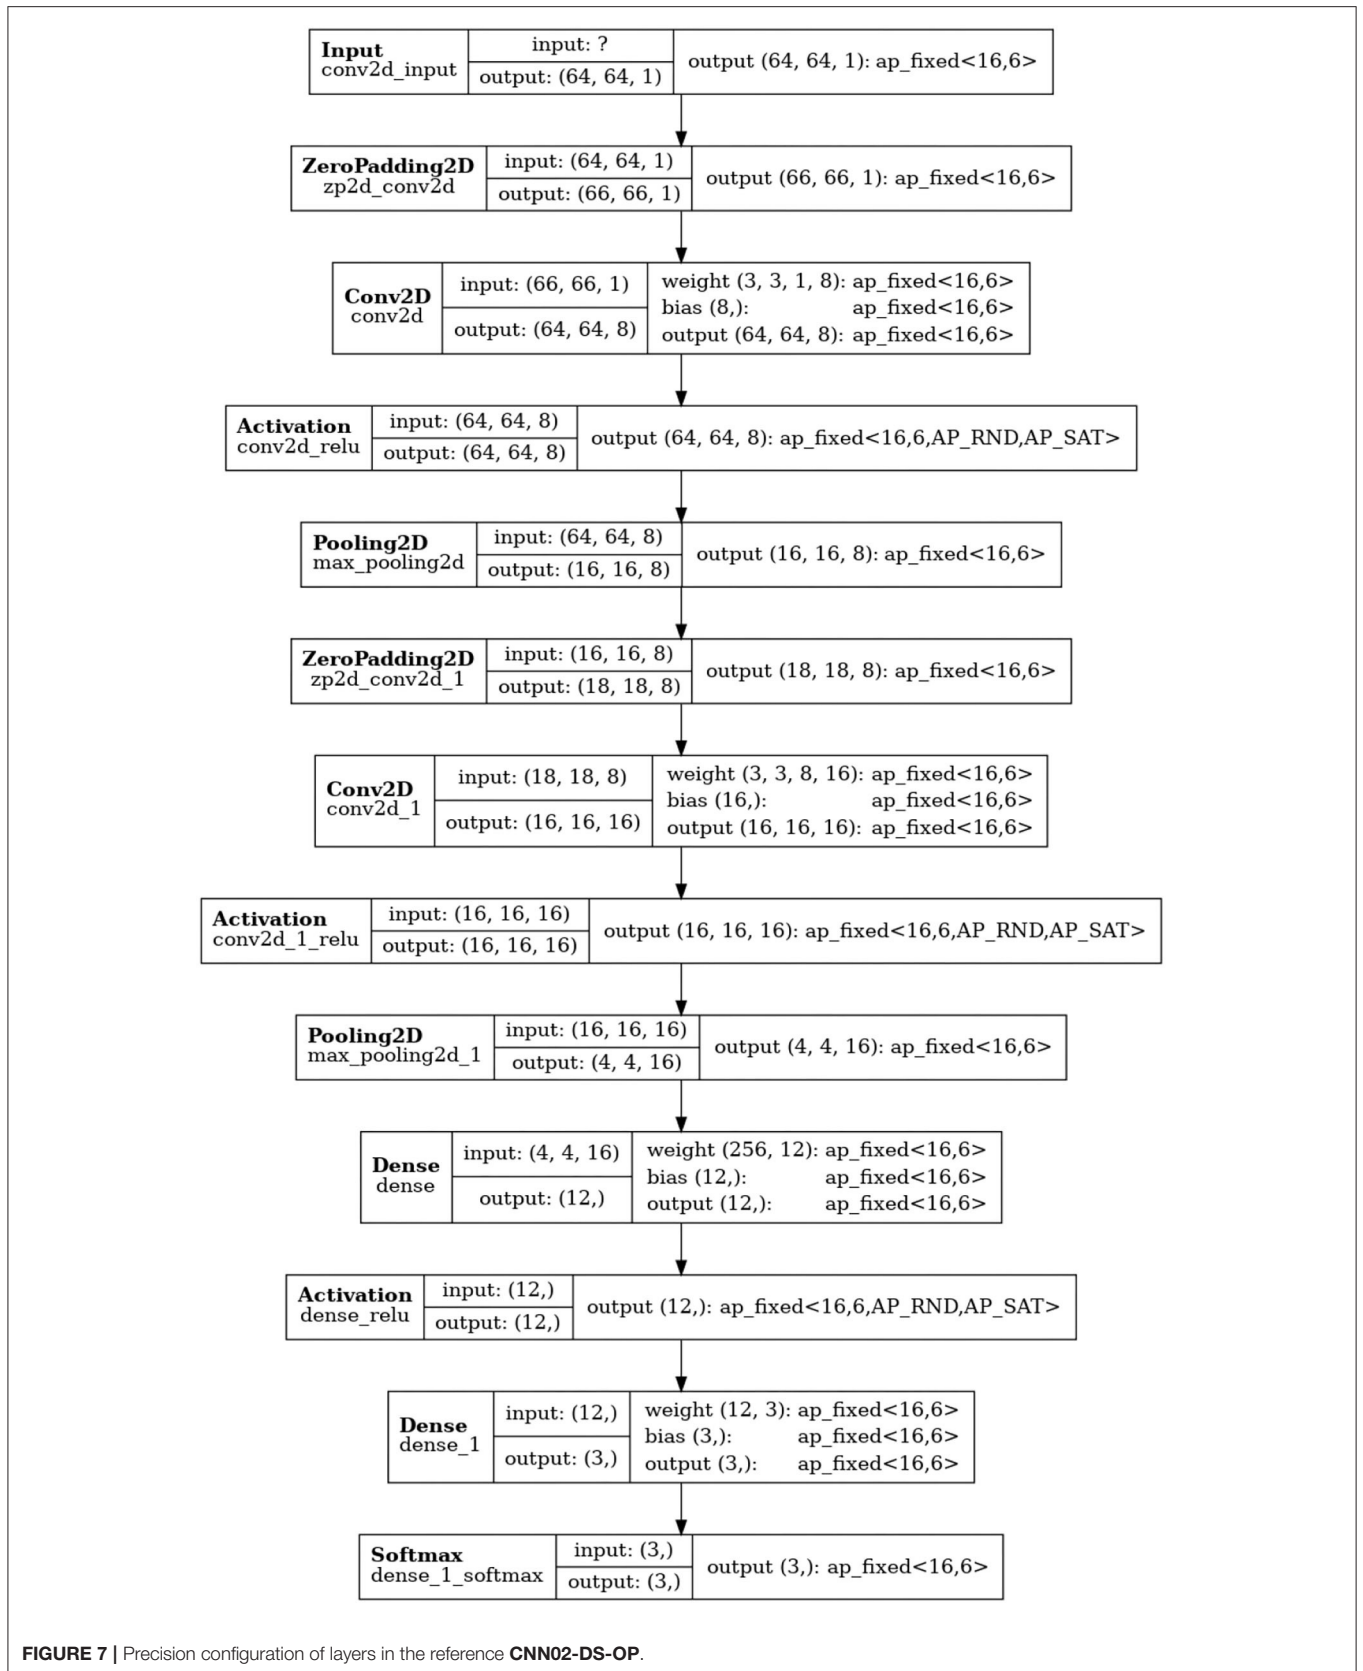 Input
conv2d_input
input: ?
output: (64, 64, 1)
output (64, 64, 1): ap_fixed<16,6>
ZeroPadding2D
zp2d_conv2d
input: (64, 64, 1)
output: (66, 66, 1)
output (66, 66, 1): ap_fixed<16,6>
Conv2D
conv2d
input: (66, 66, 1)
output: (64, 64, 8)
weight (3, 3, 1, 8): ap_fixed<16,6>
bias (8,): ap_fixed<16,6>
output (64, 64, 8): ap_fixed<16,6>
Activation
conv2d_relu
input: (64, 64, 8)
output: (64, 64, 8)
output (64, 64, 8): ap_fixed<16,6,AP_RND,AP_SAT>
Pooling2D
max_pooling2d
input: (64, 64, 8)
output: (16, 16, 8)
output (16, 16, 8): ap_fixed<16,6>
ZeroPadding2D
zp2d_conv2d_1
input: (16, 16, 8)
output: (18, 18, 8)
output (18, 18, 8): ap_fixed<16,6>
Conv2D
conv2d_1
input: (18, 18, 8)
output: (16, 16, 16)
weight (3, 3, 8, 16): ap_fixed<16,6>
bias (16,): ap_fixed<16,6>
output (16, 16, 16): ap_fixed<16,6>
Activation
conv2d_1_relu
input: (16, 16, 16)
output: (16, 16, 16)
output (16, 16, 16): ap_fixed<16,6,AP_RND,AP_SAT>
Pooling2D
max_pooling2d_1
input: (16, 16, 16)
output: (4, 4, 16)
output (4, 4, 16): ap_fixed<16,6>
Dense
dense
input: (4, 4, 16)
output: (12,)
weight (256, 12): ap_fixed<16,6>
bias (12,): ap_fixed<16,6>
output (12,): ap_fixed<16,6>
Activation
dense_relu
input: (12,)
output: (12,)
output (12,): ap_fixed<16,6,AP_RND,AP_SAT>
Dense
dense_1
input: (12,)
output: (3,)
weight (12, 3): ap_fixed<16,6>
bias (3,): ap_fixed<16,6>
output (3,): ap_fixed<16,6>
Softmax
dense_1_softmax
input: (3,)
output: (3,)
output (3,): ap_fixed<16,6>
FIGURE 7 | Precision configuration of layers in the reference CNN02-DS-OP.